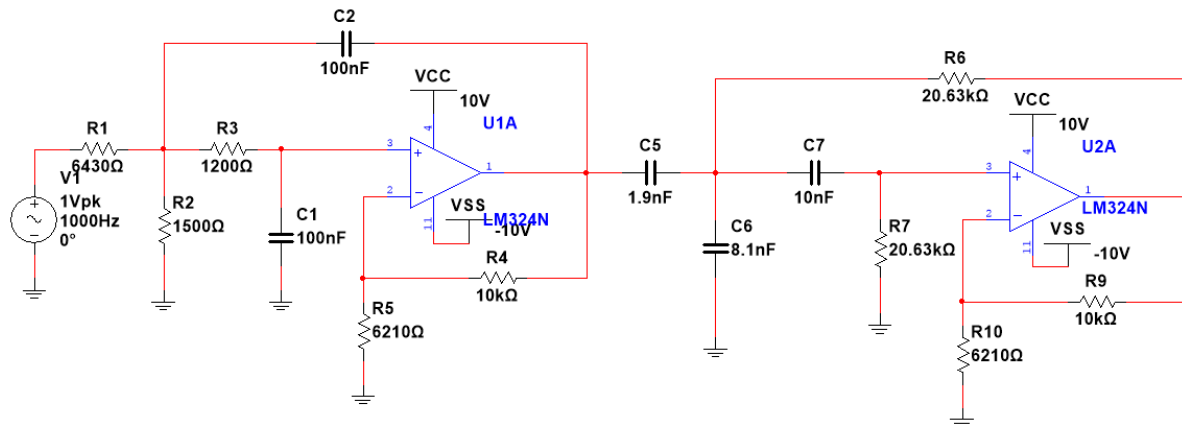 C2
100nF
VCC
10V
U1A
R1
6430Ω
R3
1200Ω
V1
1Vpk
1000Hz
0°
R2
1500Ω
C1
100nF
3
2
4
11
1
VSS
LM324N
-10V
R4
10kΩ
R5
6210Ω
C5
1.9nF
C6
8.1nF
C7
10nF
R6
20.63kΩ
VCC
10V
U2A
R7
20.63kΩ
3
2
4
11
1
LM324N
VSS
-10V
R9
10kΩ
R10
6210Ω